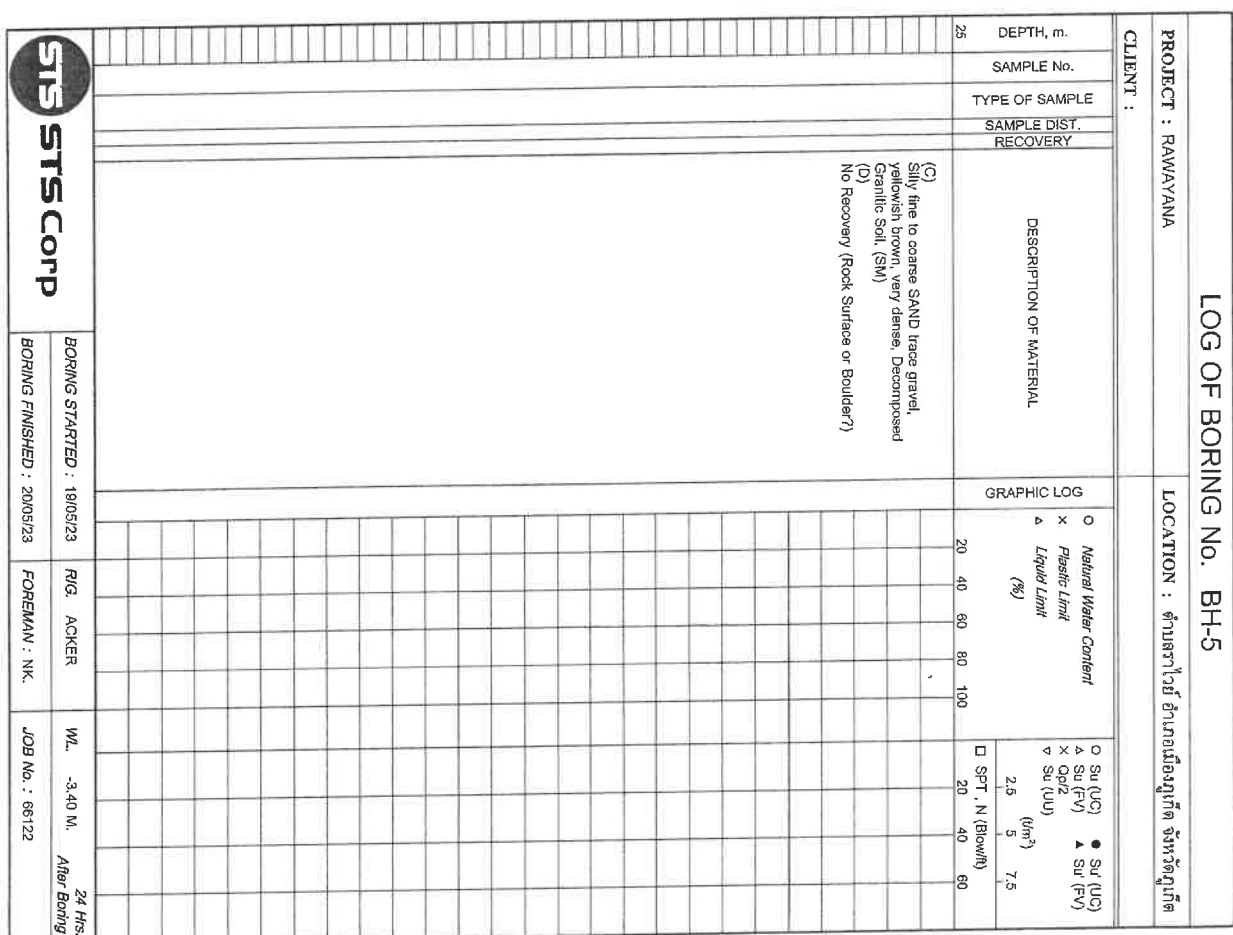 LOG OF BORING No. BH-5
PROJECT : RAWAYANA
LOCATION : ตำบลราไวย์ อำเภอเมืองภูเก็ต จังหวัดภูเก็ต
CLIENT :
DEPTH, m.
SAMPLE No.
TYPE OF SAMPLE
SAMPLE DIST.
RECOVERY
DESCRIPTION OF MATERIAL
GRAPHIC LOG
○ Natural Water Content
× Plastic Limit
△ Liquid Limit
(%)
20 40 60 80 100
○ Su (UC) ● Su' (UC)
△ Su (FV) ▲ Su' (FV)
× Qp/2
▽ Su (UU)
(t/m²)
2.5 5 7.5
□ SPT , N (Blow/ft)
20 40 60
25
(C)
Silty fine to coarse SAND trace gravel,
yellowish brown, very dense, Decomposed
Granitic Soil. (SM)
(D)
No Recovery (Rock Surface or Boulder?)
STS STS Corp
BORING STARTED : 19/05/23
RIG. ACKER
WL. -3.40 M.
24 Hrs.
After Boring
BORING FINISHED : 20/05/23
FOREMAN : NK.
JOB No. : 66122